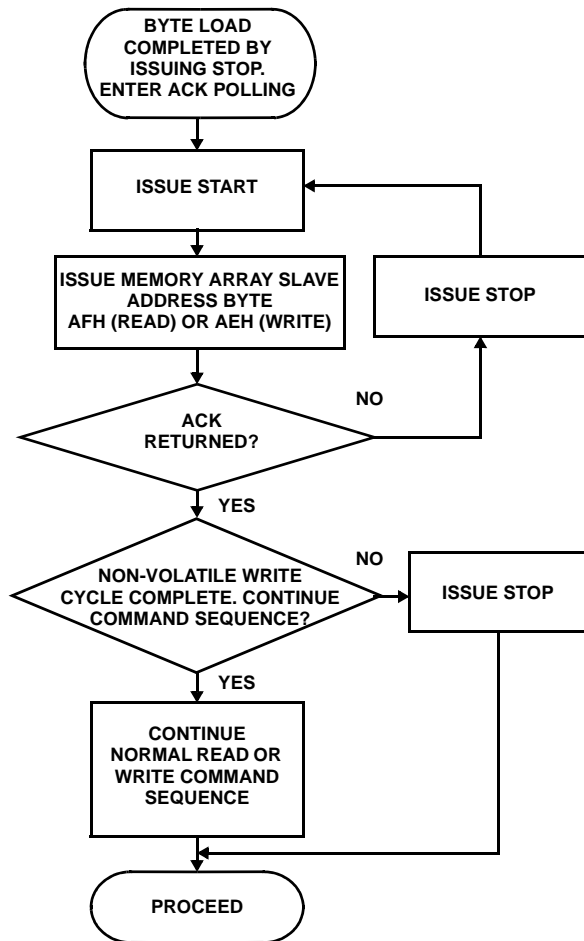 BYTE LOAD
COMPLETED BY
ISSUING STOP.
ENTER ACK POLLING
ISSUE START
ISSUE MEMORY ARRAY SLAVE
ADDRESS BYTE
AFH (READ) OR AEH (WRITE)
ISSUE STOP
ACK
RETURNED?
NO
YES
NON-VOLATILE WRITE
CYCLE COMPLETE. CONTINUE
COMMAND SEQUENCE?
NO
ISSUE STOP
YES
CONTINUE
NORMAL READ OR
WRITE COMMAND
SEQUENCE
PROCEED